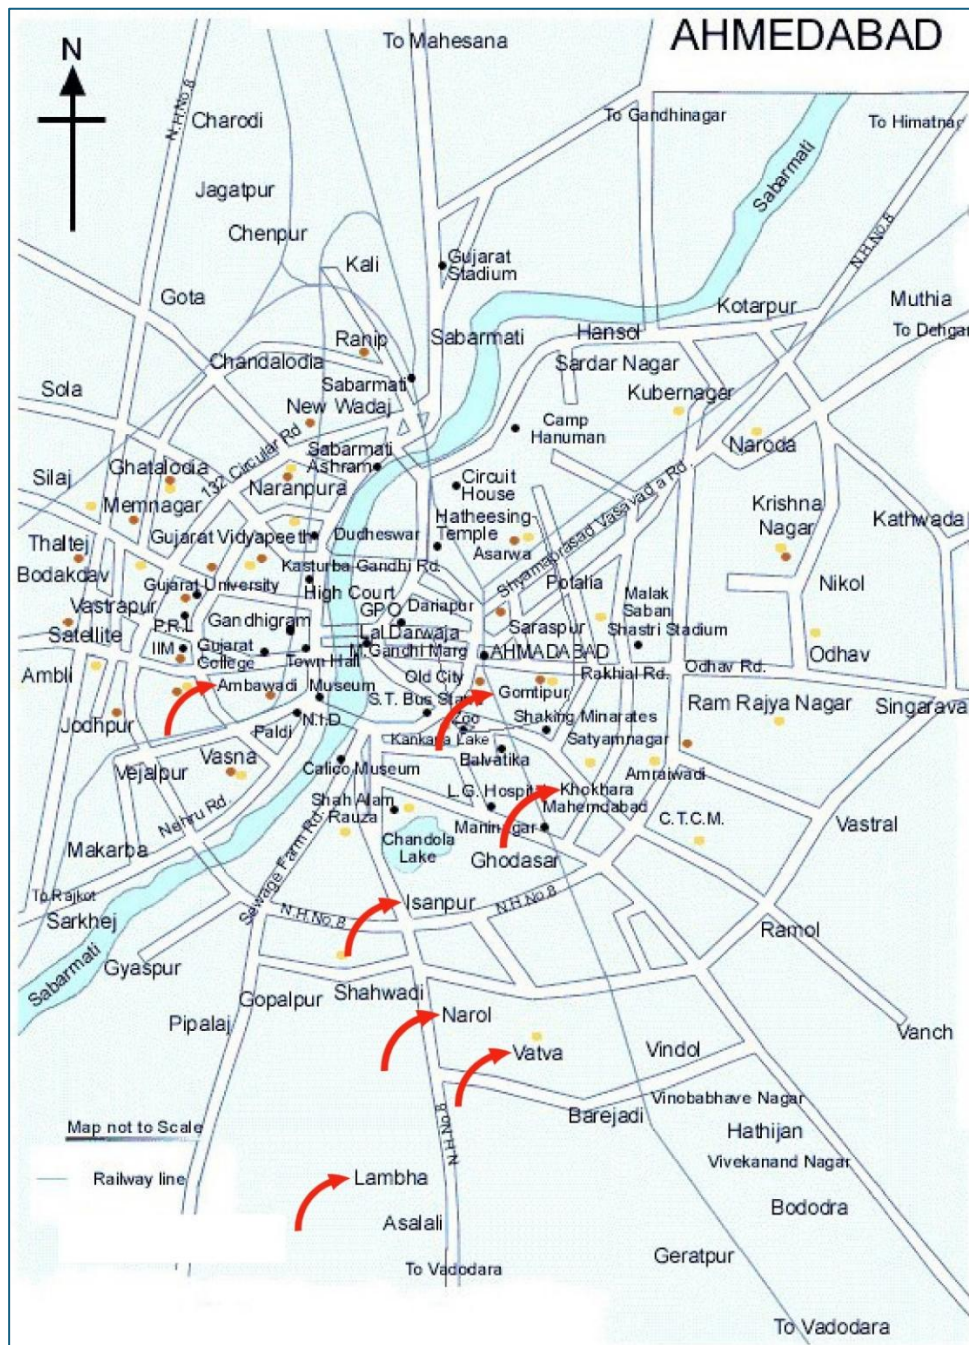 AHMEDABAD
N
To Mahesana
N.H.No.8
Charodi
To Gandhinagar
To Himatnag
Sabarmati
Jagatpur
Chenpur
N.H.No.8
Kali
Gujarat
Stadium
Gota
Kotarpur
Muthia
Ranip
Sabarmati
Hansol
To Dehgar
Chandalodia
Sardar Nagar
Sola
Sabarmati
Kubernagar
New Wadaj
Camp
Hanuman
132 Circular Rd
Naroda
Sabarmati
Ashram
Silaj
Ghatalodia
Naranpura
Circuit
House
Shyamaprasad Vasavad a Rd.
Memnagar
Krishna
Nagar
Kathwada
Hatheesing-
Temple
Gujarat Vidyapeeth
Dudheswar
Thaltej
Asarwa
Bodakdav
Kasturba Gandhi Rd.
Potalia
Nikol
Gujarat University
High Court
Malak
Saban
Vastrapur
GPO
Dariapur
P.R.L
Gandhigram
Saraspur
Shastri Stadium
Satellite
Lal Darwaja
IIM
Gujarat
College
Town Hall
M.Gandhi Marg
AHMADABAD
Odhav
Ambli
Old City
Rakhial Rd.
Odhav Rd.
Ambawadi
Museum
S.T. Bus Statio
Gomtipur
Ram Rajya Nagar
Singarava
Jodhpur
N.I.D
Zoo
Shaking Minarates
Paldi
Kankaria Lake
Satyamnagar
Vejalpur
Vasna
Calico Museum
Balvatika
Amraiwadi
L.G. Hospital
Khokhara
Mahemdabad
Nehru Rd.
Shah Alam
Rauza
C.T.C.M.
Vastral
Makarba
Chandola
Lake
Maninagar
Ghodasar
To Rajkot
Sewage Farm Rd.
Sarkhej
N.H.No.8
Isanpur
N.H.No.8
Ramol
Sabarmati
Gyaspur
Gopalpur
Shahwadi
Pipalaj
Narol
Vanch
Vatva
Vindol
Vinobabhave Nagar
Barejadi
Map not to Scale
N.H.No.8
Hathijan
Vivekanand Nagar
Railway line
Lambha
Bododra
Asalali
Geratpur
To Vadodara
To Vadodara